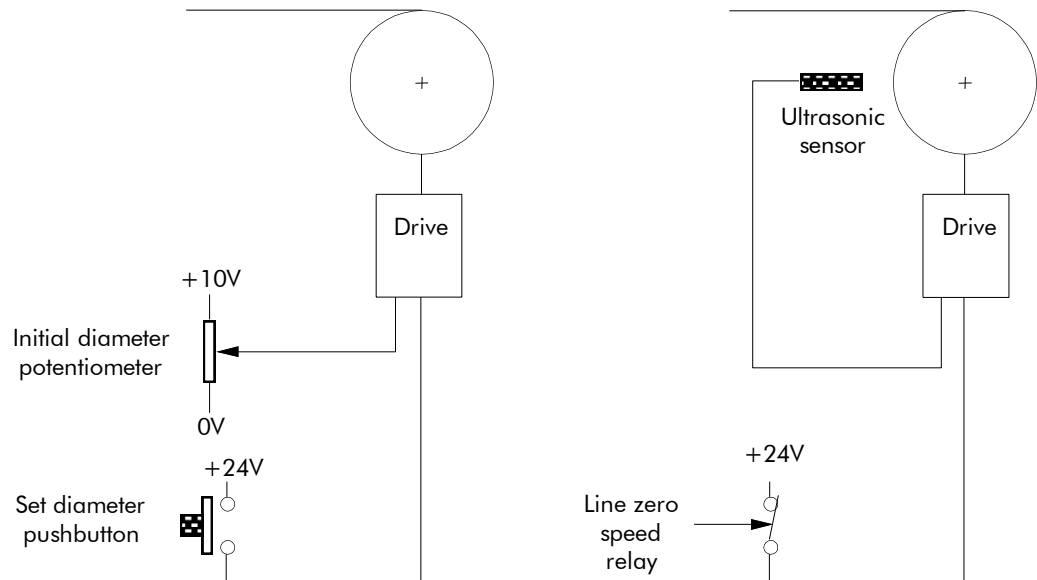 Drive
+10V
Initial diameter
potentiometer
0V
+24V
Set diameter
pushbutton
Ultrasonic
sensor
Drive
+24V
Line zero
speed
relay